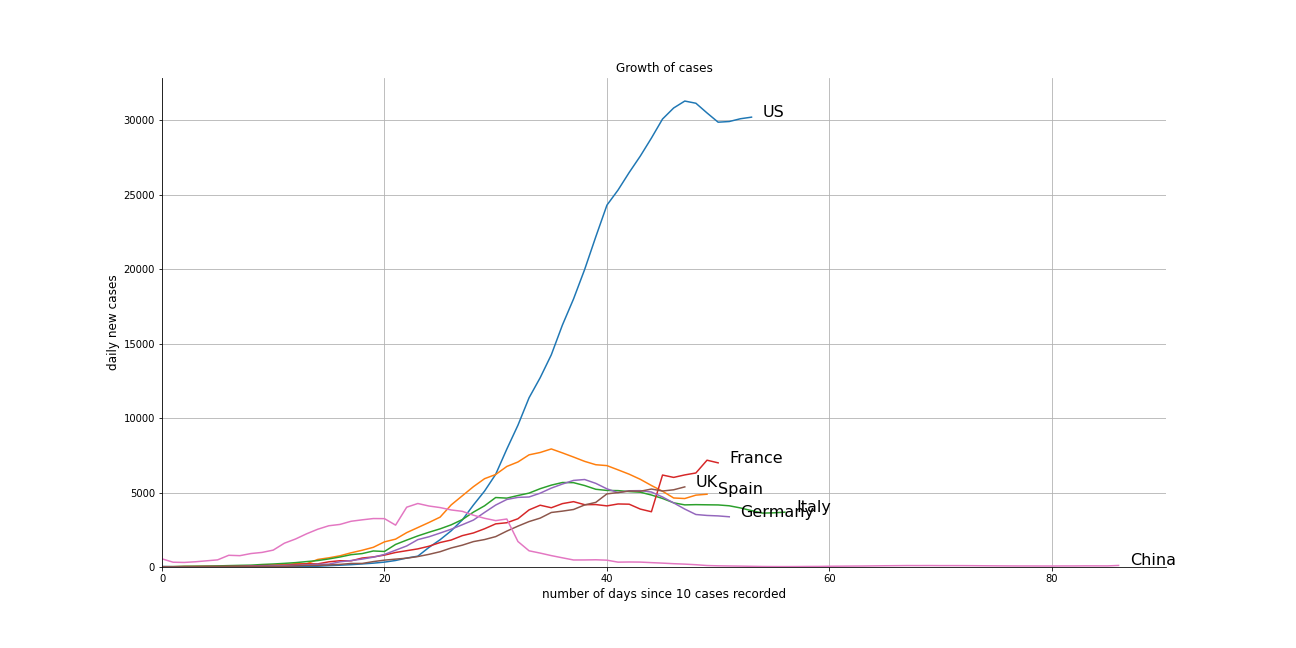 Growth of cases
daily new cases
30000
25000
20000
15000
10000
5000
0
US
France
UK
Spain
Italy
Germany
China
0 20 40 60 80
number of days since 10 cases recorded